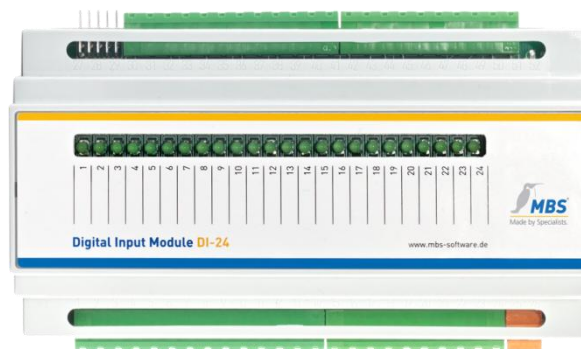 1 2 3 4 5 6 7 8 9 10 11 12 13 14 15 16 17 18 19 20 21 22 23 24
MBS
Made by Specialists.
Digital Input Module DI-24
www.mbs-software.de